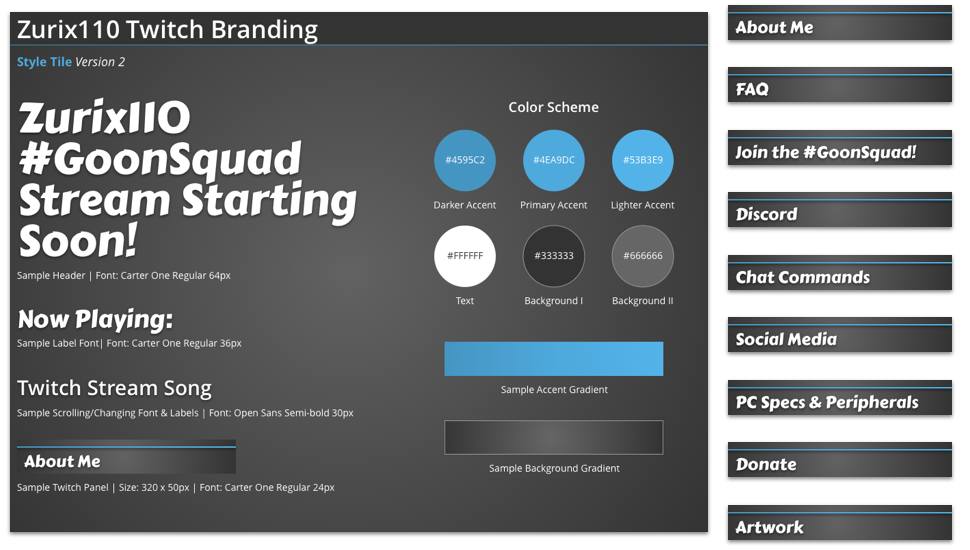 Zurix110 Twitch Branding
Style Tile Version 2
Zurix110
#GoonSquad
Stream Starting
Soon!
Sample Header | Font: Carter One Regular 64px
Now Playing:
Sample Label Font| Font: Carter One Regular 36px
Twitch Stream Song
Sample Scrolling/Changing Font & Labels | Font: Open Sans Semi-bold 30px
About Me
Sample Twitch Panel | Size: 320 x 50px | Font: Carter One Regular 24px
Color Scheme
#4595C2 #4EA9DC #53B3E9
Darker Accent Primary Accent Lighter Accent
#FFFFFF #333333 #666666
Text Background I Background II
Sample Accent Gradient
Sample Background Gradient
About Me
FAQ
Join the #GoonSquad!
Discord
Chat Commands
Social Media
PC Specs & Peripherals
Donate
Artwork